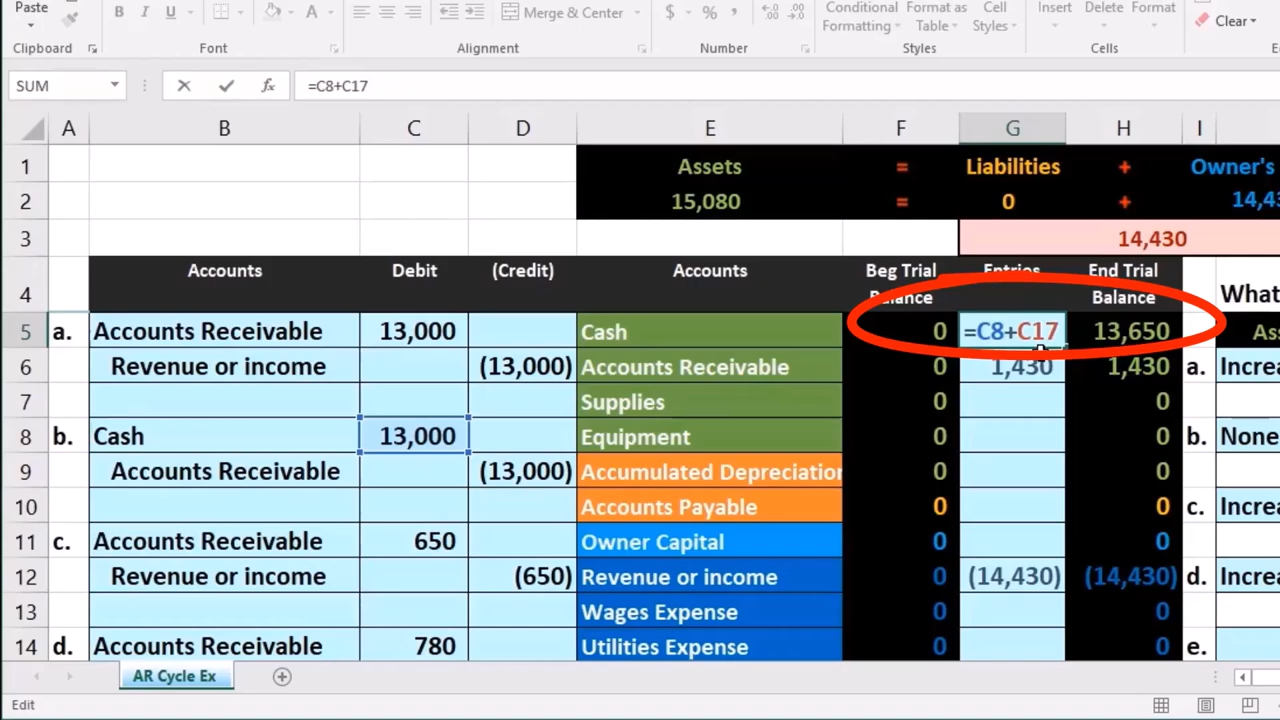 Paste B I U A Merge & Center $ % , Conditional Format as Cell Insert Delete Format
Formatting Table Styles Clear
Clipboard Font Alignment Number Styles Cells
SUM fx =C8+C17
A B C D E F G H I
1 Assets = Liabilities + Owner's
2 15,080 = 0 +
3 14,430
Accounts Debit (Credit) Accounts Beg Trial Entries End Trial
4 Balance Balance What
5 a. Accounts Receivable 13,000 Cash 0 =C8+C17 13,650
6 Revenue or income (13,000) Accounts Receivable 0 1,430 1,430 a.
7 Supplies 0 0
8 b. Cash 13,000 Equipment 0 0 b. None
9 Accounts Receivable (13,000) Accumulated Depreciation 0 0
10 Accounts Payable 0 0 c.
11 c. Accounts Receivable 650 Owner Capital 0 0
12 Revenue or income (650) Revenue or income 0 (14,430) (14,430) d.
13 Wages Expense 0 0
14 d. Accounts Receivable 780 Utilities Expense 0 0 e.
AR Cycle Ex
Edit